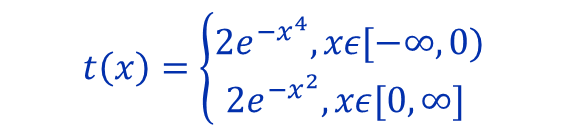 t(x) = { 2e^{-x^4}, xϵ[-∞, 0)
2e^{-x^2}, xϵ[0, ∞]